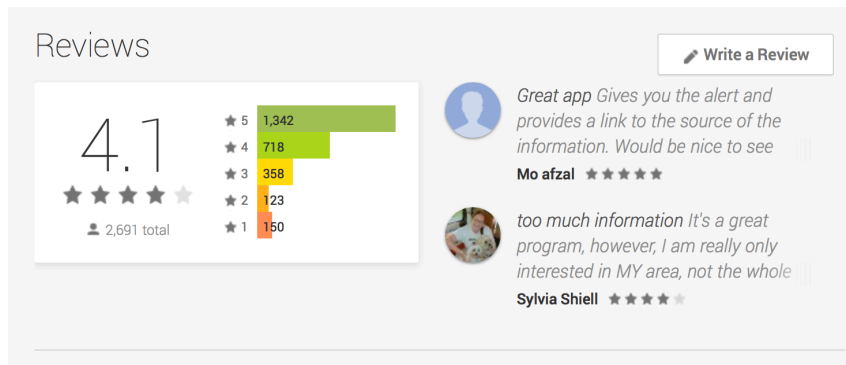 Reviews
Write a Review
4.1
2,691 total
5 1,342
4 718
3 358
2 123
1 150
Great app Gives you the alert and
provides a link to the source of the
information. Would be nice to see
Mo afzal
too much information It's a great
program, however, I am really only
interested in MY area, not the whole
Sylvia Shiell